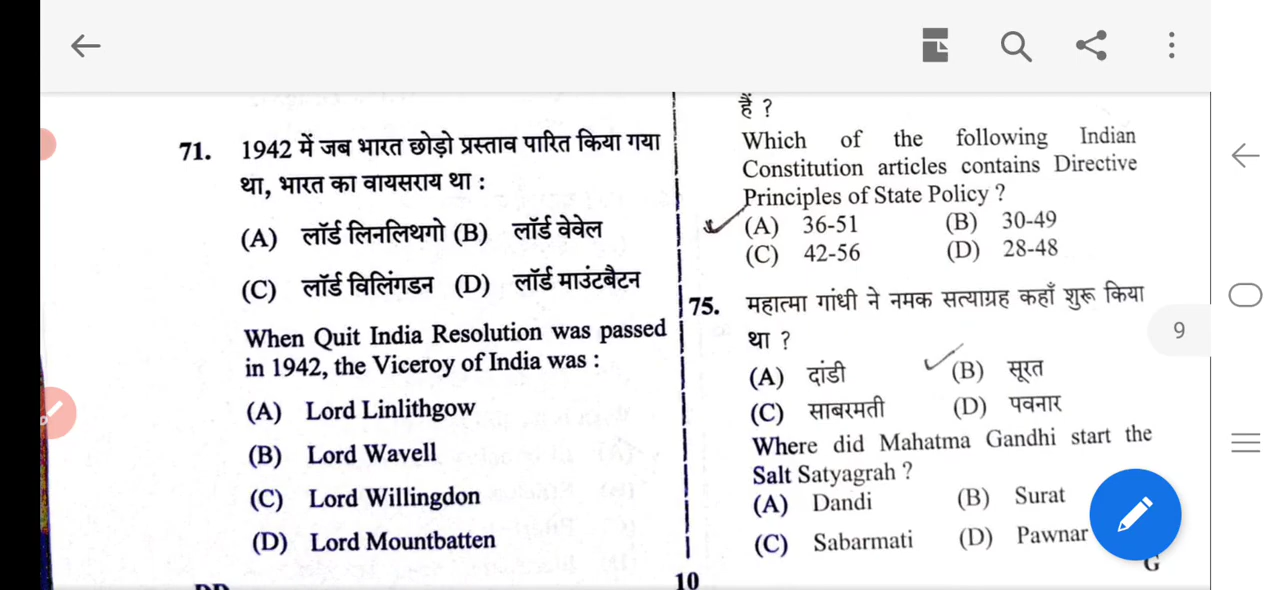 71. 1942 में जब भारत छोड़ो प्रस्ताव पारित किया गया
था, भारत का वायसराय था :
(A) लॉर्ड लिनलिथगो (B) लॉर्ड वेवेल
(C) लॉर्ड विलिंगडन (D) लॉर्ड माउंटबैटन
When Quit India Resolution was passed
in 1942, the Viceroy of India was :
(A) Lord Linlithgow
(B) Lord Wavell
(C) Lord Willingdon
(D) Lord Mountbatten
हैं ?
Which of the following Indian
Constitution articles contains Directive
Principles of State Policy ?
(A) 36-51 (B) 30-49
(C) 42-56 (D) 28-48
75. महात्मा गांधी ने नमक सत्याग्रह कहाँ शुरू किया
था ?
(A) दांडी (B) सूरत
(C) साबरमती (D) पवनार
Where did Mahatma Gandhi start the
Salt Satyagrah ?
(A) Dandi (B) Surat
(C) Sabarmati (D) Pawnar
10
G
9